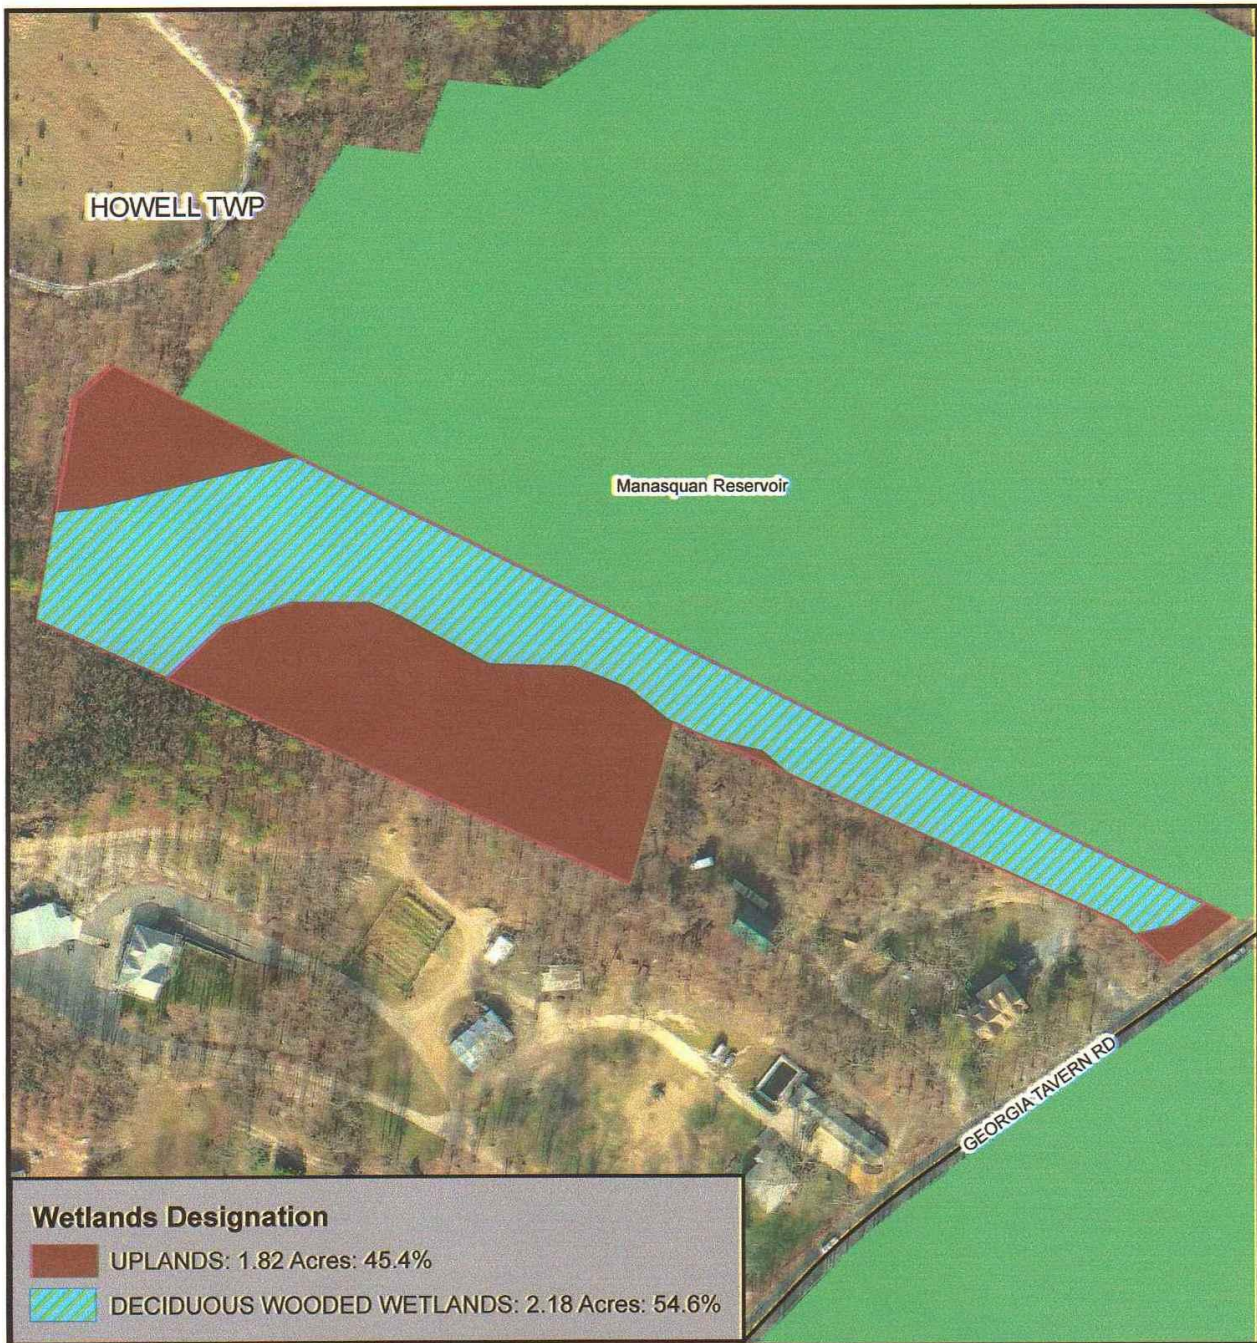 HOWELL TWP
Manasquan Reservoir
GEORGIA TAVERN RD
Wetlands Designation
UPLANDS: 1.82 Acres: 45.4%
DECIDUOUS WOODED WETLANDS: 2.18 Acres: 54.6%